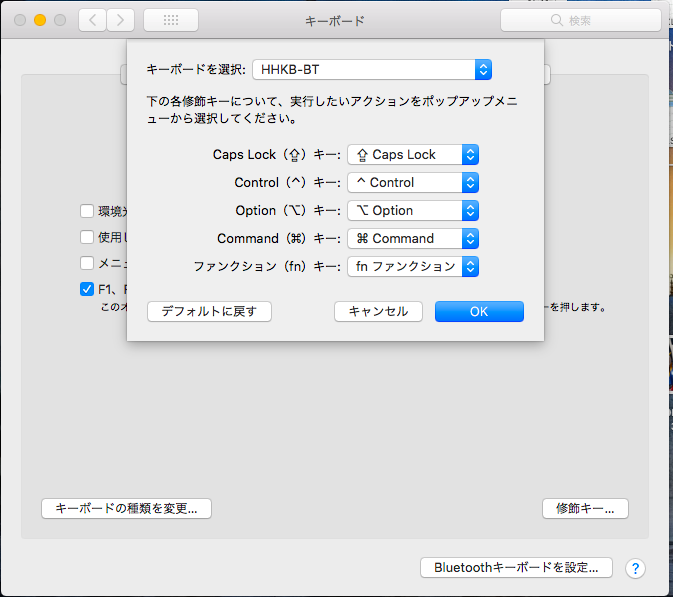 キーボード
検索
キーボードを選択: HHKB-BT
下の各修飾キーについて、実行したいアクションをポップアップメニ
ューから選択してください。
Caps Lock（⇪）キー: ⇪ Caps Lock
Control（^）キー: ^ Control
Option（⌥）キー: ⌥ Option
Command（⌘）キー: ⌘ Command
ファンクション（fn）キー: fn ファンクション
環境
使用し
メニュ
F1、F
このオ
ーを押します。
デフォルトに戻す キャンセル OK
キーボードの種類を変更... 修飾キー...
Bluetoothキーボードを設定... ?